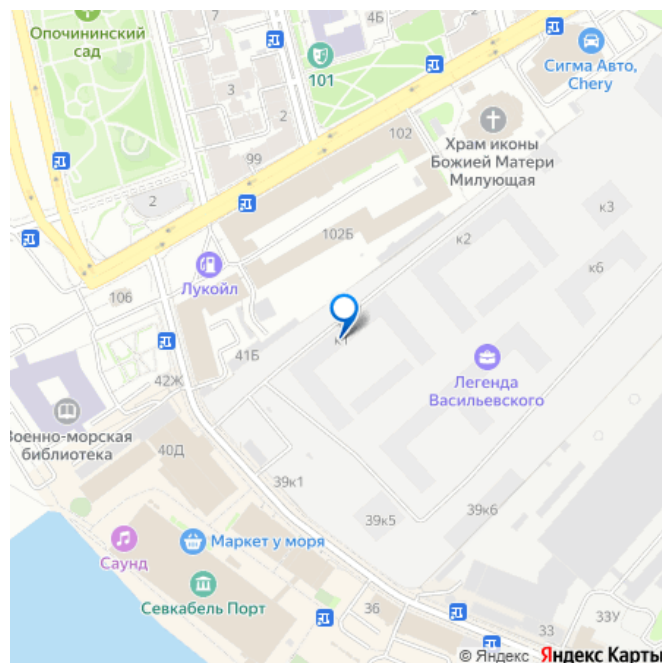 Опочининский
сад
7
4Б
101
3
2
Сигма Авто,
Chery
102
Храм иконы
Божией Матери
Милующая
99
2
102Б
к2
к3
к6
Лукойл
106
к1
41Б
42Ж
Легенда
Васильевского
Военно-морская
библиотека
40Д
39к1
39к6
39к5
Саунд
Маркет у моря
Севкабель Порт
36
33
33У
© Яндекс Яндекс Карты